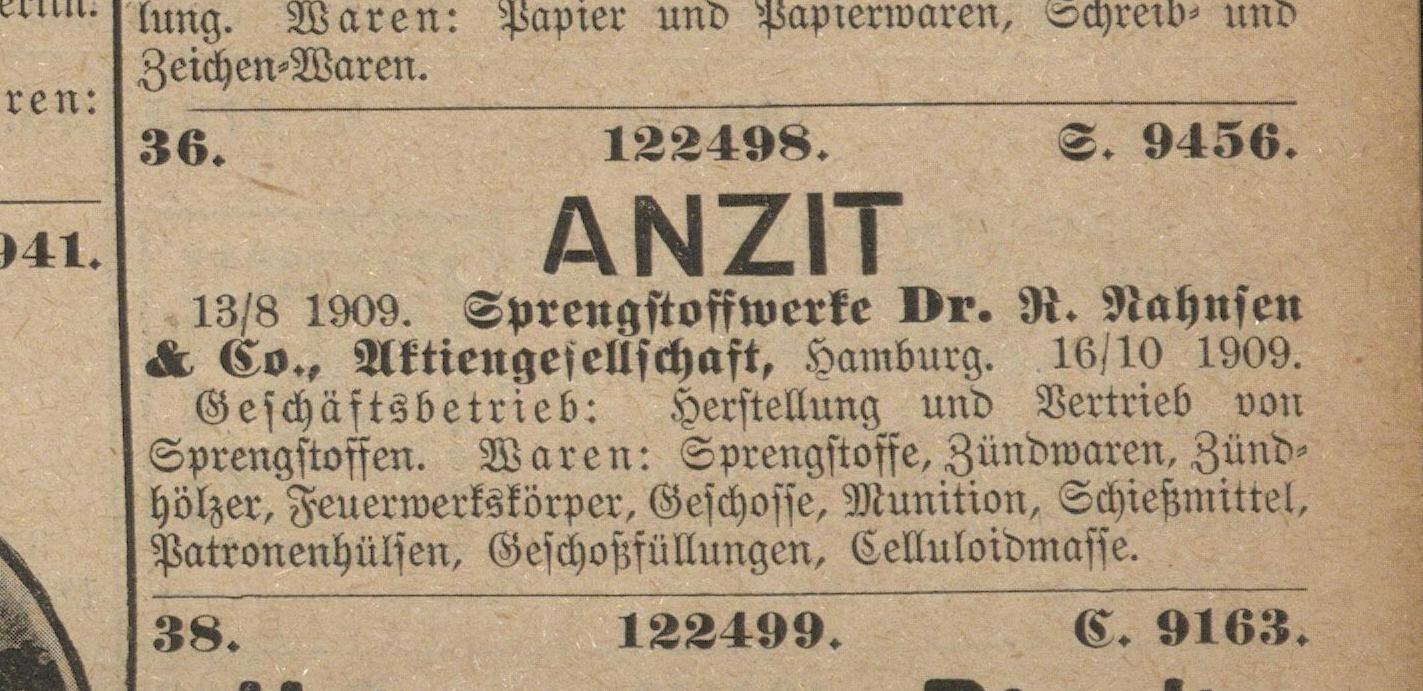 lung. Waren: Papier und Papierwaren, Schreib- und
Zeichen-Waren.
ren:
36. 122498. S. 9456.
ANZIT
941.
13/8 1909. Sprengstoffwerke Dr. R. Nahnsen
& Co., Aktiengesellschaft, Hamburg. 16/10 1909.
Geschäftsbetrieb: Herstellung und Vertrieb von
Sprengstoffen. Waren: Sprengstoffe, Zündwaren, Zünd-
hölzer, Feuerwerkskörper, Geschosse, Munition, Schießmittel,
Patronenhülsen, Geschoßfüllungen, Celluloidmasse.
38. 122499. C. 9163.